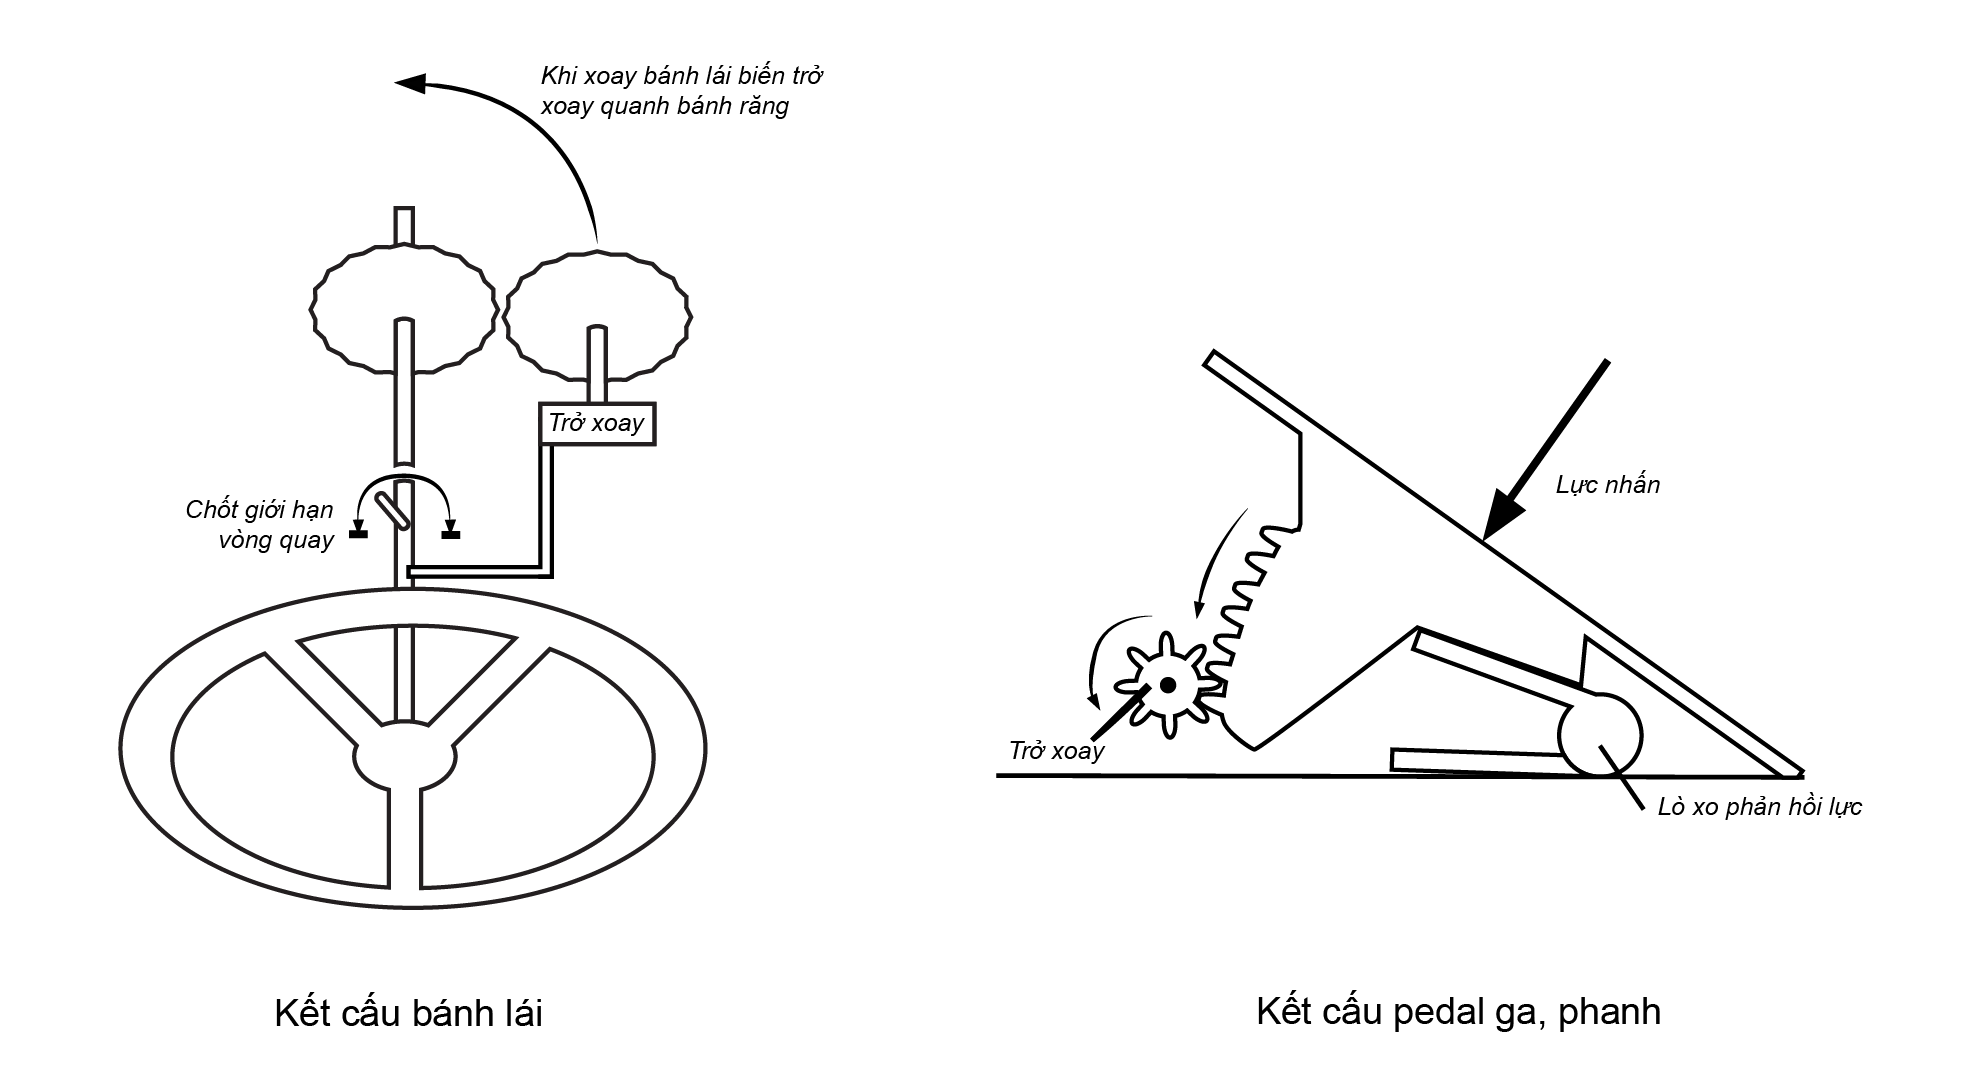 Khi xoay bánh lái biến trở
xoay quanh bánh răng
Trở xoay
Chốt giới hạn
vòng quay
Kết cấu bánh lái
Lực nhấn
Trở xoay
Lò xo phản hồi lực
Kết cấu pedal ga, phanh